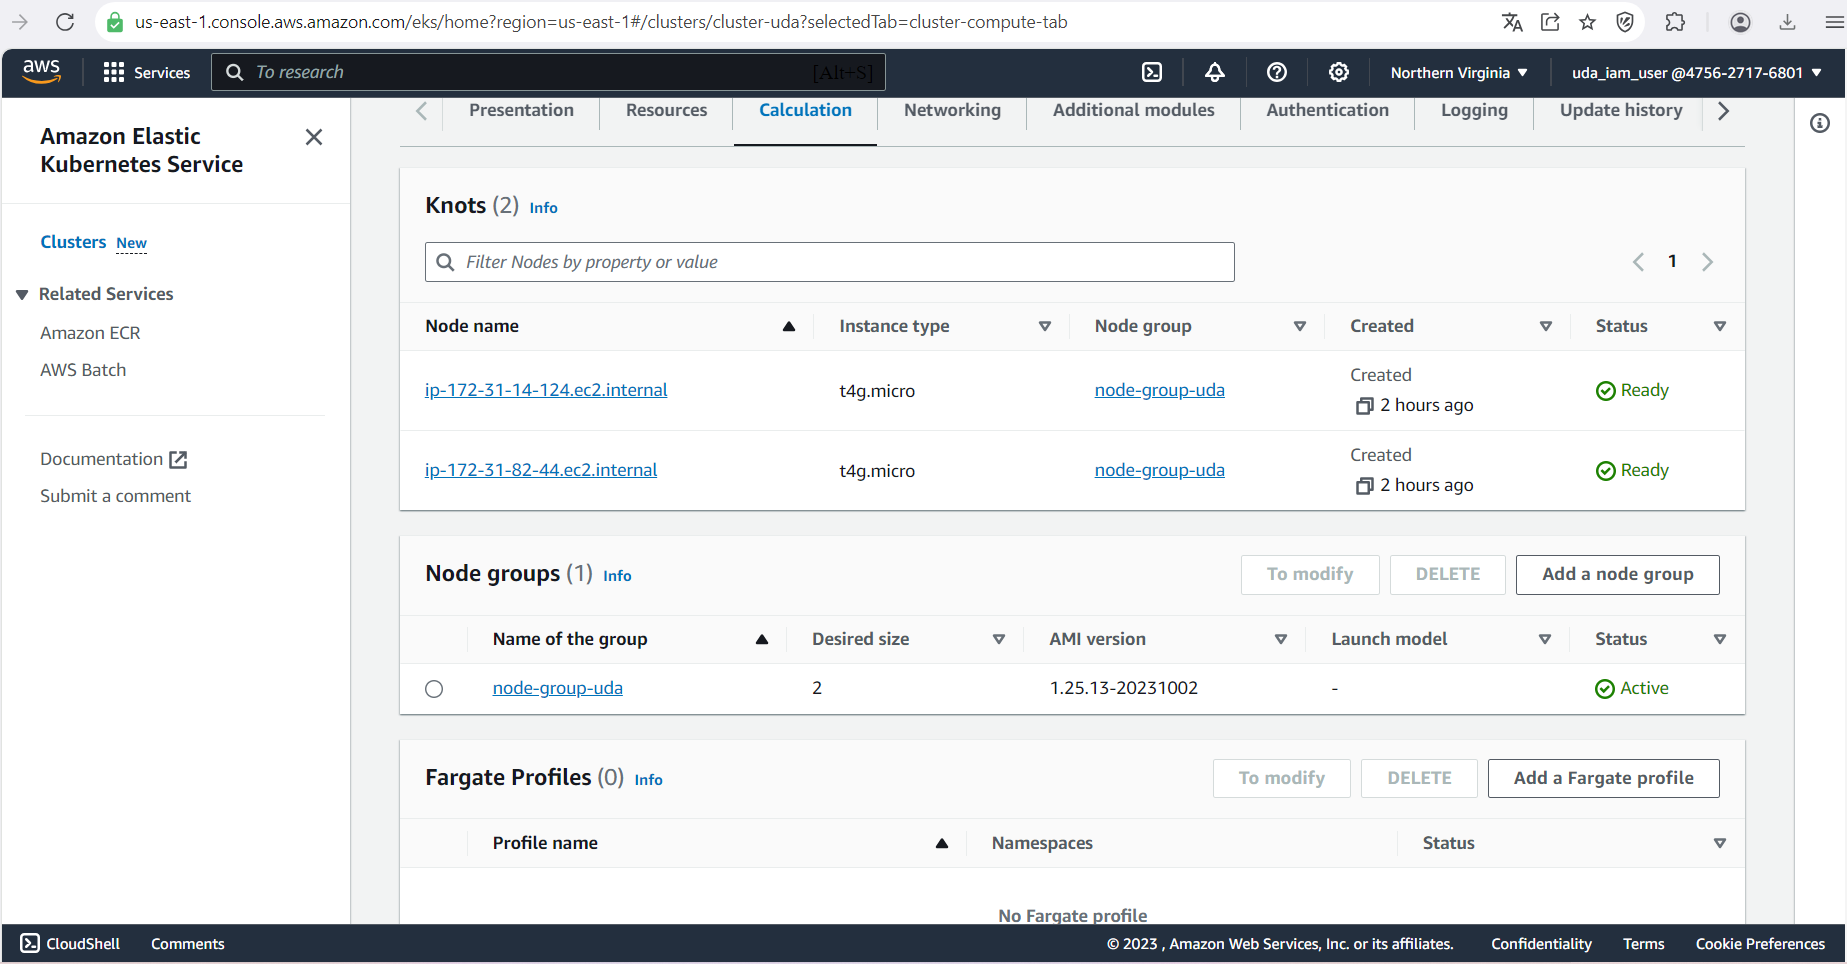 us-east-1.console.aws.amazon.com/eks/home?region=us-east-1#/clusters/cluster-uda?selectedTab=cluster-compute-tab
aws Services To research [Alt+S] Northern Virginia uda_iam_user @4756-2717-6801
Amazon Elastic
Kubernetes Service
Clusters New
Related Services
Amazon ECR
AWS Batch
Documentation
Submit a comment
Presentation Resources Calculation Networking Additional modules Authentication Logging Update history
Knots (2) Info
Filter Nodes by property or value
1
Node name Instance type Node group Created Status
ip-172-31-14-124.ec2.internal t4g.micro node-group-uda Created 2 hours ago Ready
ip-172-31-82-44.ec2.internal t4g.micro node-group-uda Created 2 hours ago Ready
Node groups (1) Info To modify DELETE Add a node group
Name of the group Desired size AMI version Launch model Status
node-group-uda 2 1.25.13-20231002 - Active
Fargate Profiles (0) Info To modify DELETE Add a Fargate profile
Profile name Namespaces Status
No Fargate profile
CloudShell Comments © 2023 , Amazon Web Services, Inc. or its affiliates. Confidentiality Terms Cookie Preferences